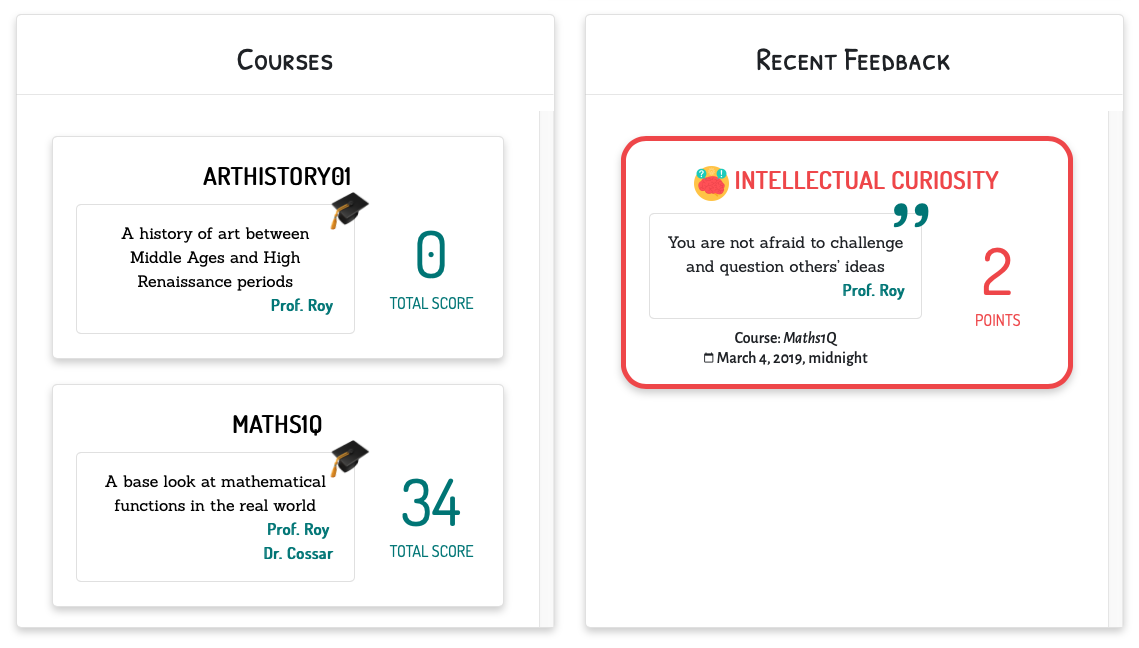 Courses
ARTHISTORY01
A history of art between
Middle Ages and High
Renaissance periods
Prof. Roy
0
TOTAL SCORE
MATHS1Q
A base look at mathematical
functions in the real world
Prof. Roy
Dr. Cossar
34
TOTAL SCORE
Recent Feedback
INTELLECTUAL CURIOSITY
You are not afraid to challenge
and question others' ideas
Prof. Roy
Course: Maths1Q
March 4, 2019, midnight
2
POINTS